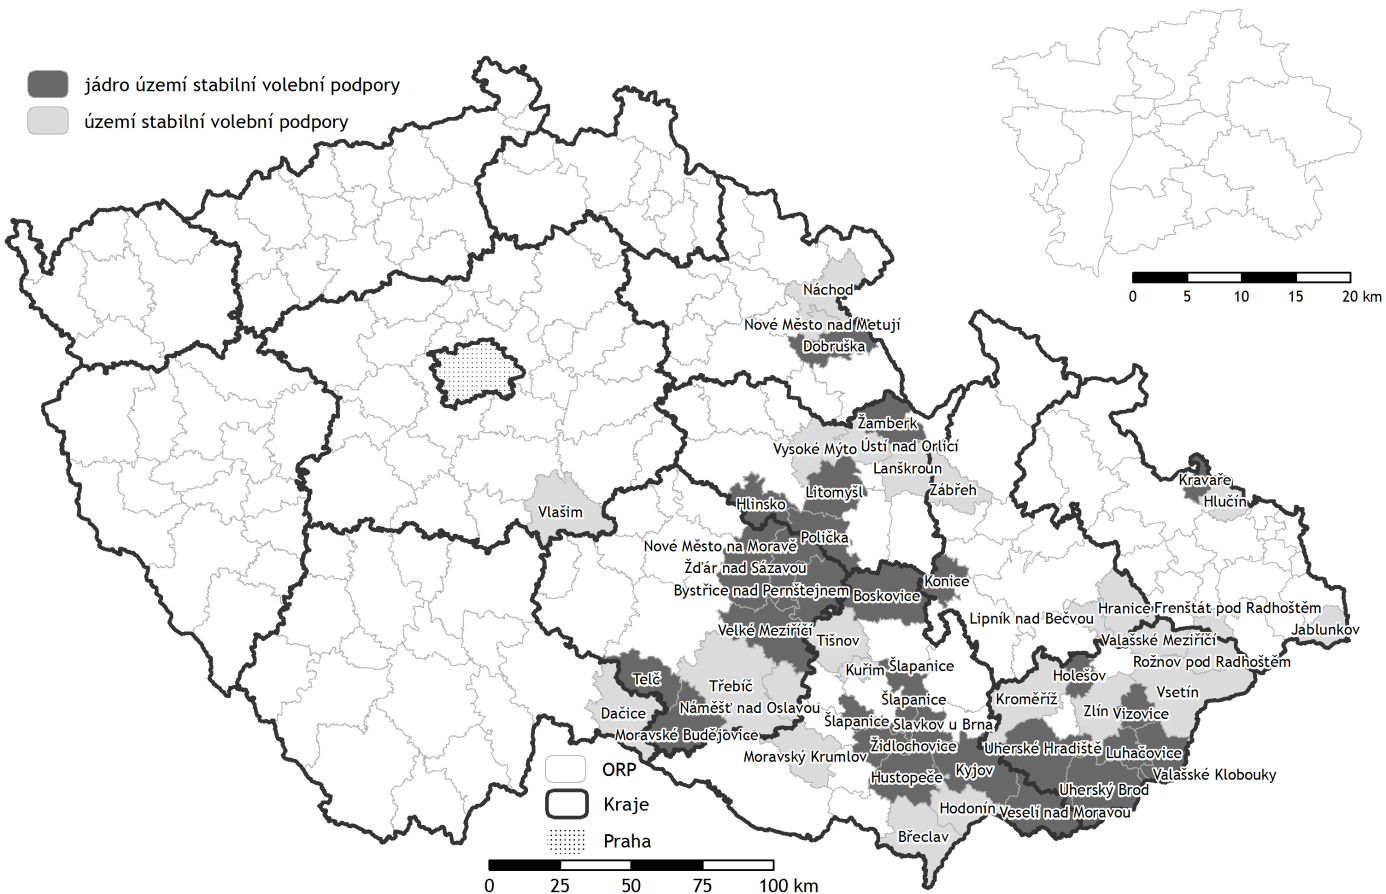 jádro území stabilní volební podpory
území stabilní volební podpory
0 5 10 15 20 km
Náchod
Nové Město nad Metují
Dobruška
Žamberk
Vysoké Mýto
Ústí nad Orlicí
Lanškroun
Zábřeh
Kravaře
Hlučín
Litomyšl
Hlinsko
Vlašim
Polička
Nové Město na Moravě
Žďár nad Sázavou
Bystřice nad Pernštejnem
Boskovice
Konice
Velké Meziříčí
Tišnov
Lipník nad Bečvou
Hranice
Frenštát pod Radhoštěm
Jablunkov
Valašské Meziříčí
Rožnov pod Radhoštěm
Kuřim
Šlapanice
Holešov
Telč
Třebíč
Kroměříž
Vsetín
Šlapanice
Dačice
Náměšť nad Oslavou
Zlín
Vizovice
Šlapanice
Slavkov u Brna
Moravské Budějovice
Židlochovice
Uherské Hradiště
Luhačovice
Moravský Krumlov
Hustopeče
Kyjov
Valašské Klobouky
Uherský Brod
Hodonín
Veselí nad Moravou
Břeclav
ORP
Kraje
Praha
0 25 50 75 100 km